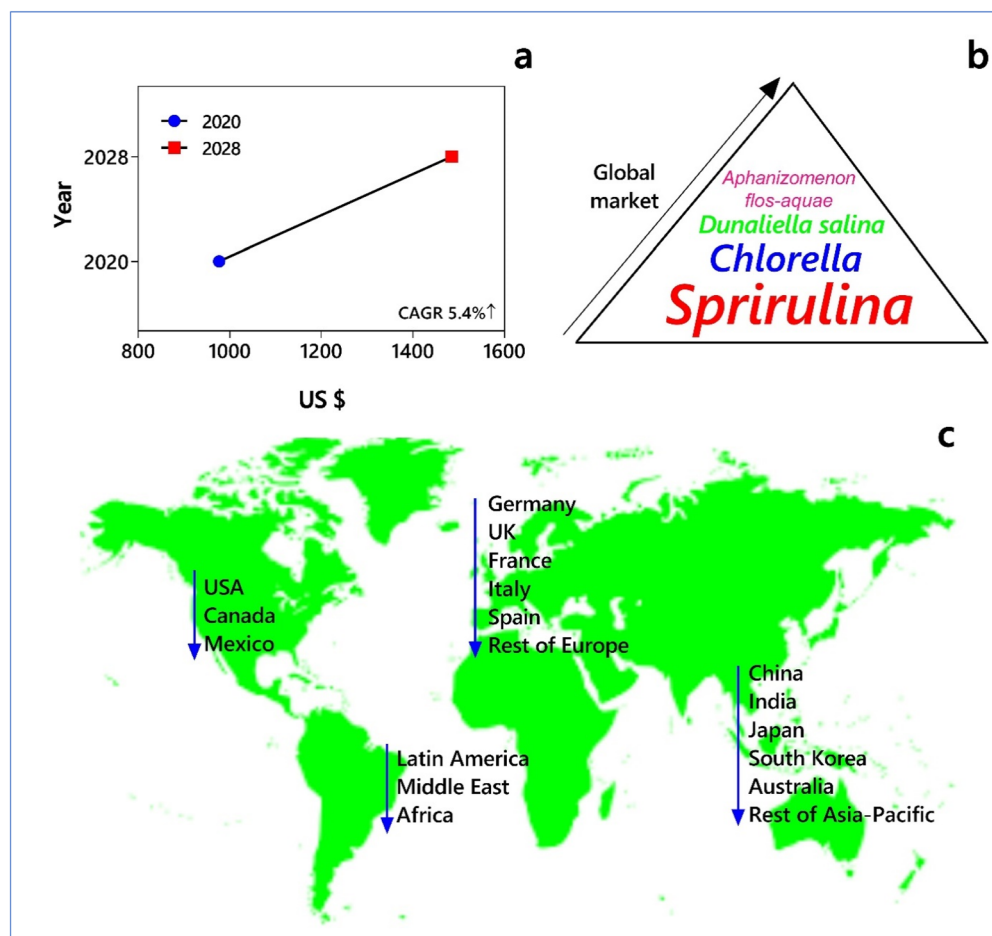 a
2020
2028
2028
Year
2020
CAGR 5.4%↑
800
1000
1200
1400
1600
US $
b
Global
market
Aphanizomenon
flos-aquae
Dunaliella salina
Chlorella
Sprirulina
c
USA
Canada
Mexico
Germany
UK
France
Italy
Spain
Rest of Europe
Latin America
Middle East
Africa
China
India
Japan
South Korea
Australia
Rest of Asia-Pacific